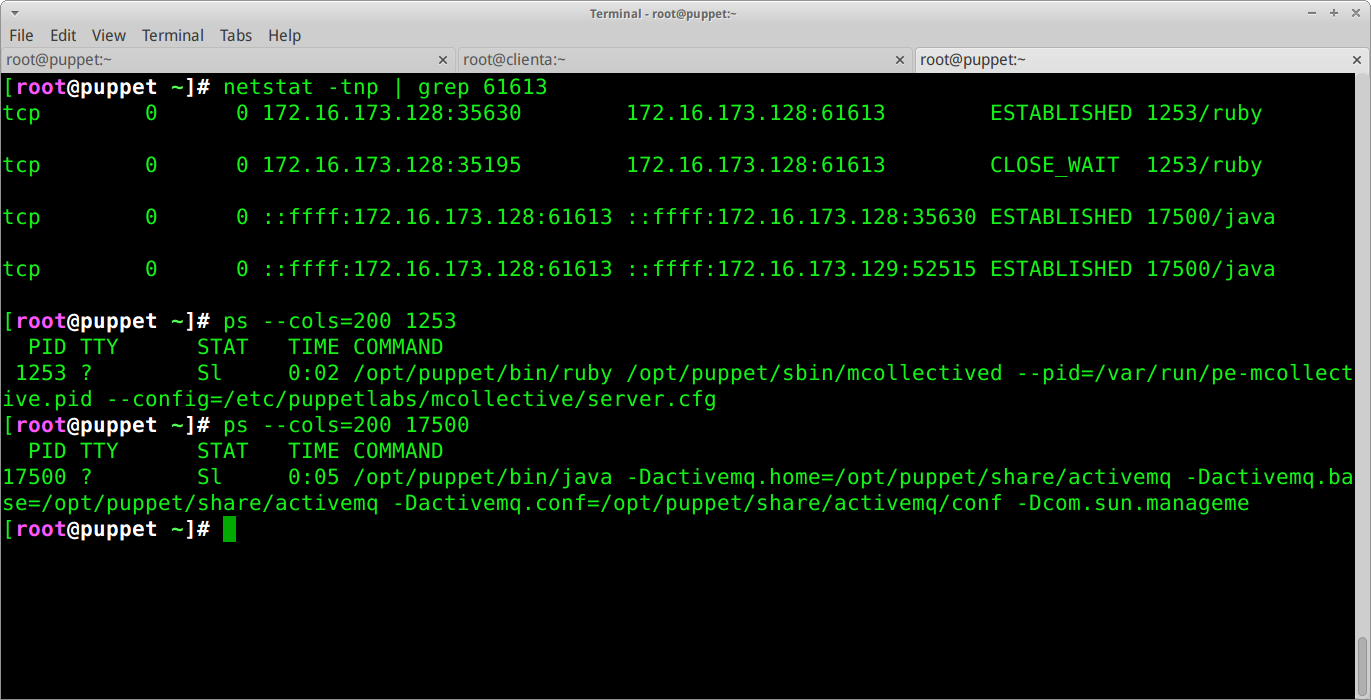 Terminal - root@puppet:~
File Edit View Terminal Tabs Help
root@puppet:~ root@clienta:~ root@puppet:~
[root@puppet ~]# netstat -tnp | grep 61613
tcp        0      0 172.16.173.128:35630        172.16.173.128:61613        ESTABLISHED 1253/ruby
tcp        0      0 172.16.173.128:35195        172.16.173.128:61613        CLOSE_WAIT  1253/ruby
tcp        0      0 ::ffff:172.16.173.128:61613 ::ffff:172.16.173.128:35630 ESTABLISHED 17500/java
tcp        0      0 ::ffff:172.16.173.128:61613 ::ffff:172.16.173.129:52515 ESTABLISHED 17500/java
[root@puppet ~]# ps --cols=200 1253
  PID TTY      STAT   TIME COMMAND
 1253 ?        Sl     0:02 /opt/puppet/bin/ruby /opt/puppet/sbin/mcollectived --pid=/var/run/pe-mcollect
ive.pid --config=/etc/puppetlabs/mcollective/server.cfg
[root@puppet ~]# ps --cols=200 17500
  PID TTY      STAT   TIME COMMAND
17500 ?        Sl     0:05 /opt/puppet/bin/java -Dactivemq.home=/opt/puppet/share/activemq -Dactivemq.ba
se=/opt/puppet/share/activemq -Dactivemq.conf=/opt/puppet/share/activemq/conf -Dcom.sun.manageme
[root@puppet ~]#